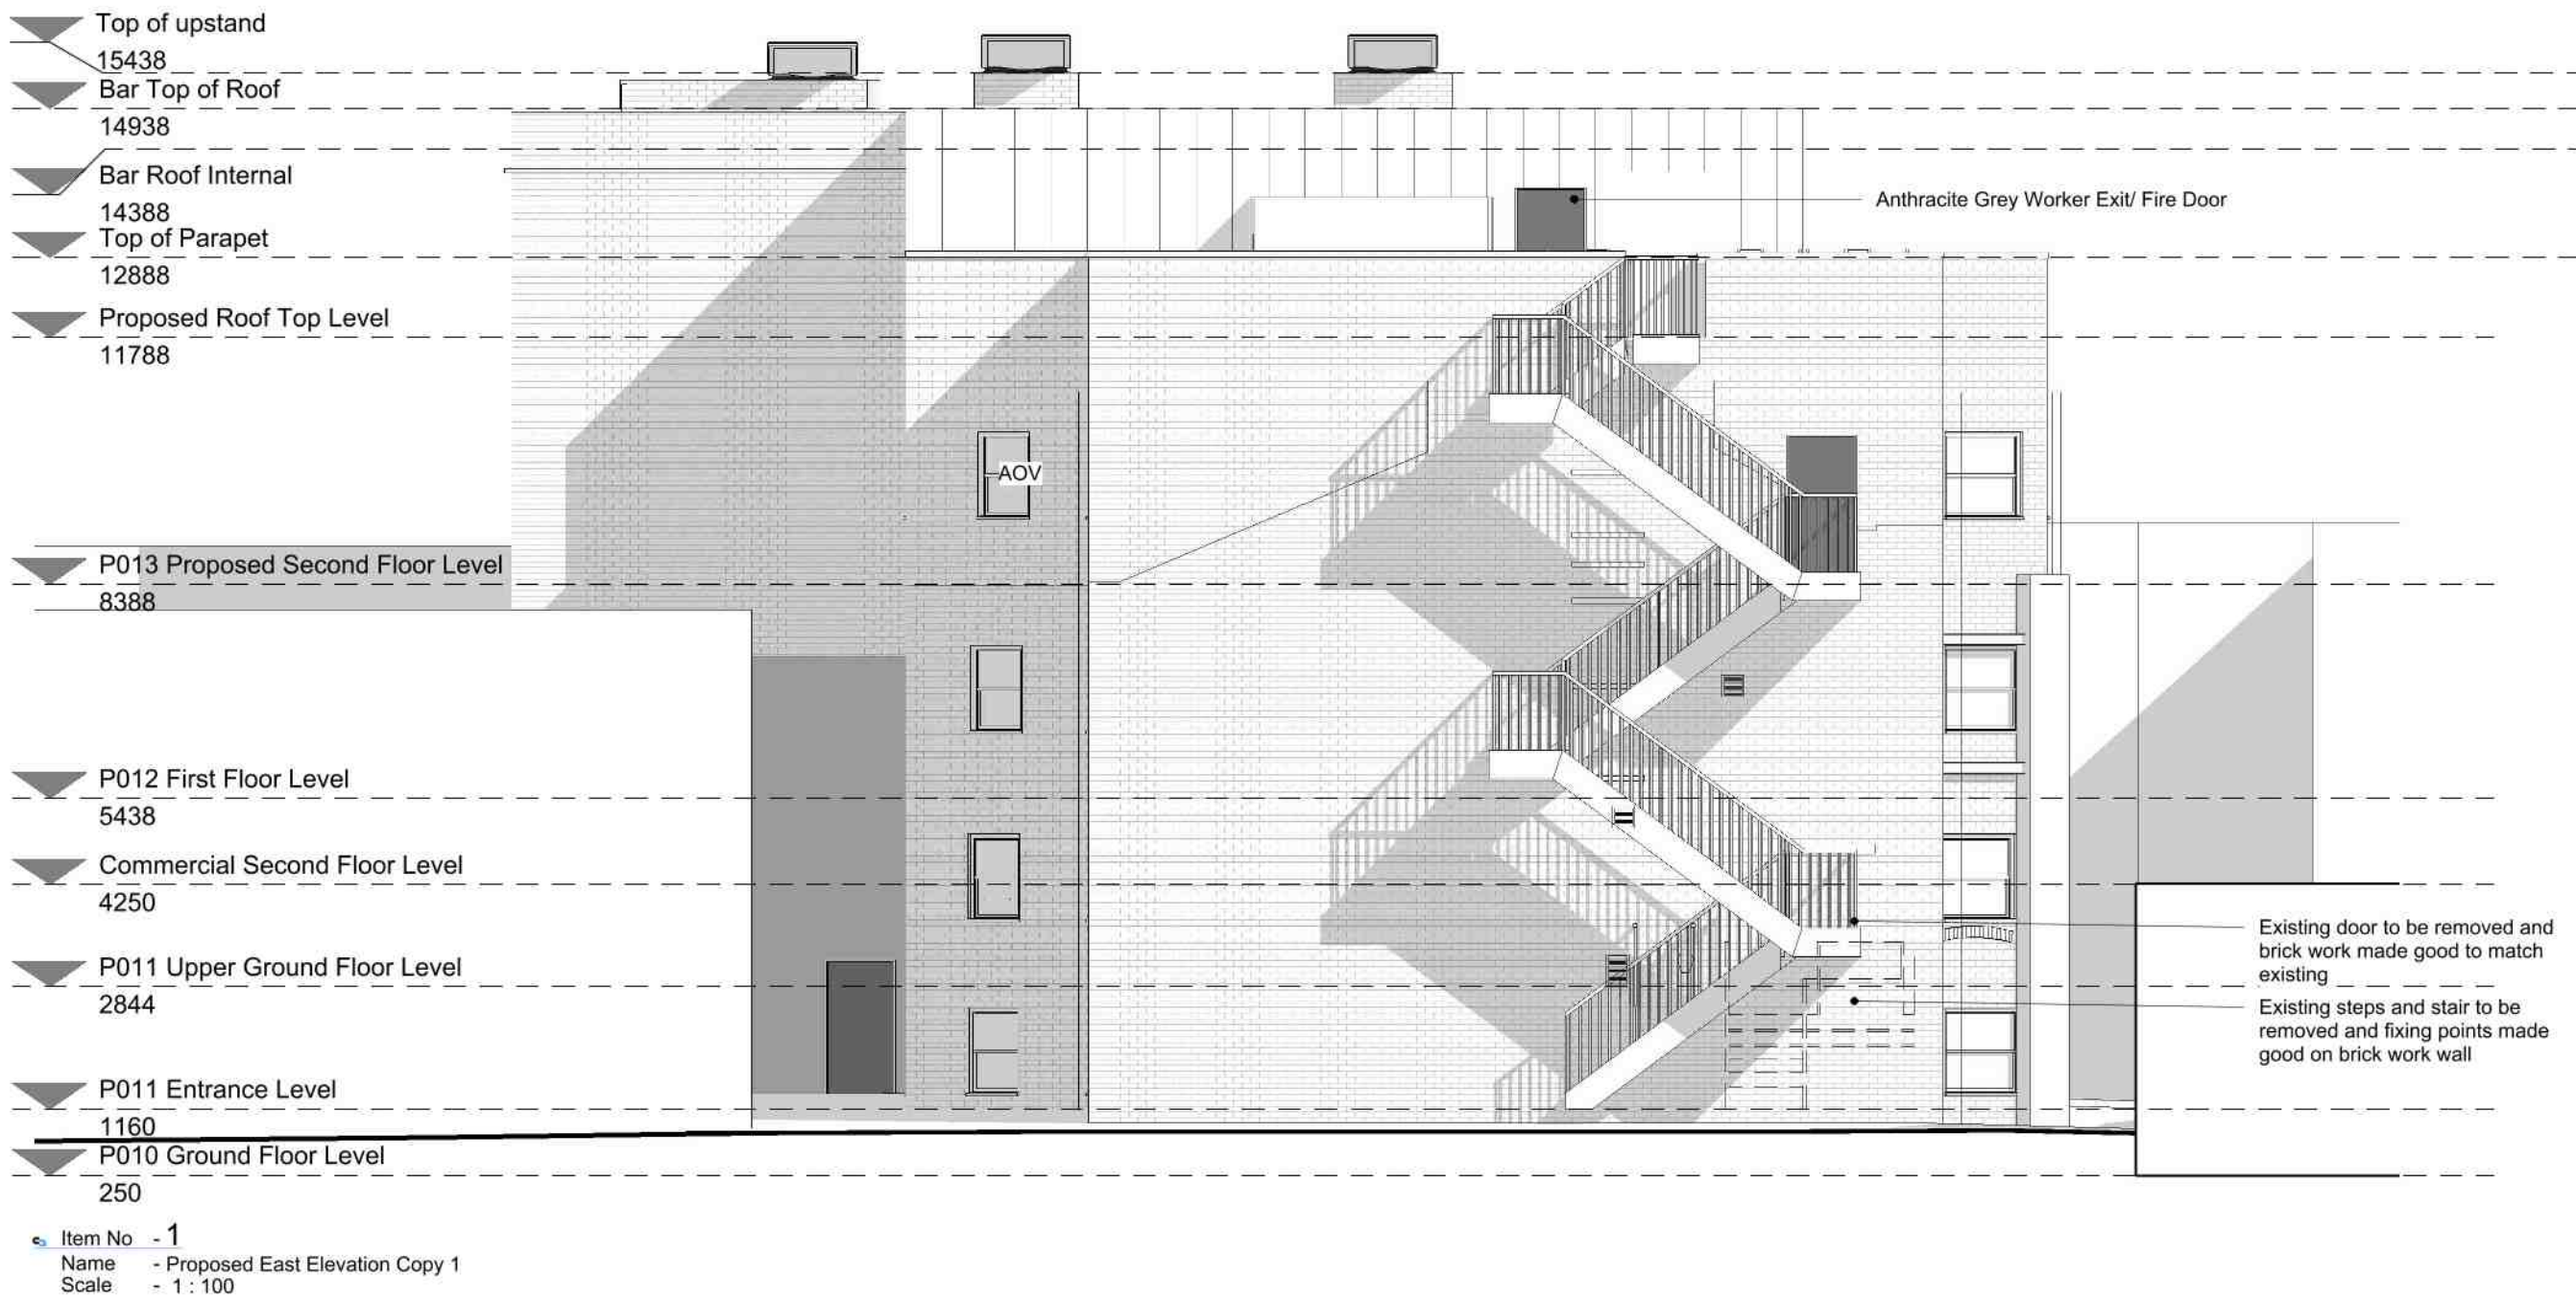 Top of upstand
15438
Bar Top of Roof
14938
Bar Roof Internal
14388
Top of Parapet
12888
Proposed Roof Top Level
11788
Anthracite Grey Worker Exit/ Fire Door
AOV
P013 Proposed Second Floor Level
8388
P012 First Floor Level
5438
Commercial Second Floor Level
4250
P011 Upper Ground Floor Level
2844
Existing door to be removed and
brick work made good to match
existing
Existing steps and stair to be
removed and fixing points made
good on brick work wall
P011 Entrance Level
1160
P010 Ground Floor Level
250
Item No - 1
Name - Proposed East Elevation Copy 1
Scale - 1 : 100